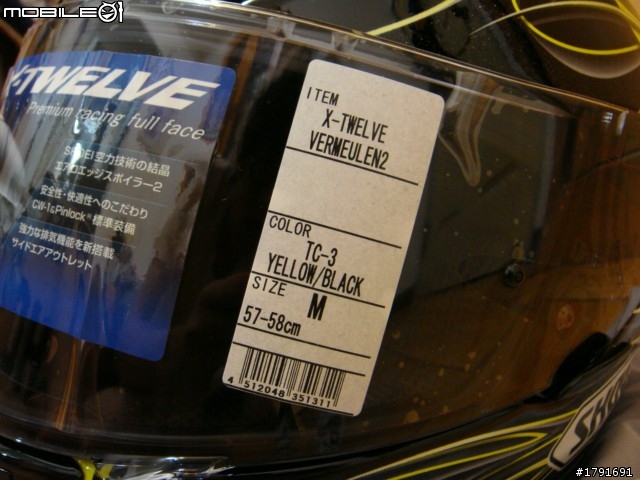 MOBILE01
X-TWELVE
Premium racing full face
SHOEI空力技術の結晶
エアロエッジスポイラー2
安全性・快適性へのこだわり
CW-1&Pinlock®標準装備
強力な排気機能を新搭載
サイドエアアウトレット
ITEM
X-TWELVE
VERMEULEN2
COLOR
TC-3
YELLOW/BLACK
SIZE
M
57-58cm
4 512048 351311
#1791691